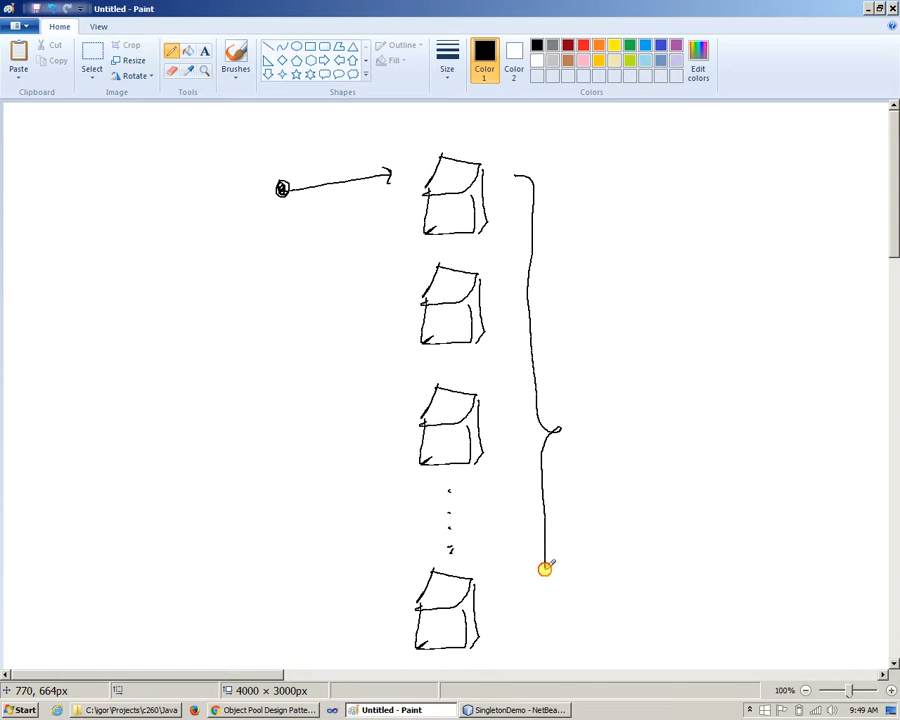 Untitled - Paint
Home
View
Paste
Cut
Copy
Clipboard
Select
Crop
Resize
Rotate
Image
A
Tools
Brushes
Shapes
Outline
Fill
Size
Color
1
Color
2
Edit
colors
Colors
770, 664px
4000 × 3000px
100%
Start
C:\Igor\Projects\c260\Java
Object Pool Design Patte...
Untitled - Paint
SingletonDemo - NetBea...
9:49 AM